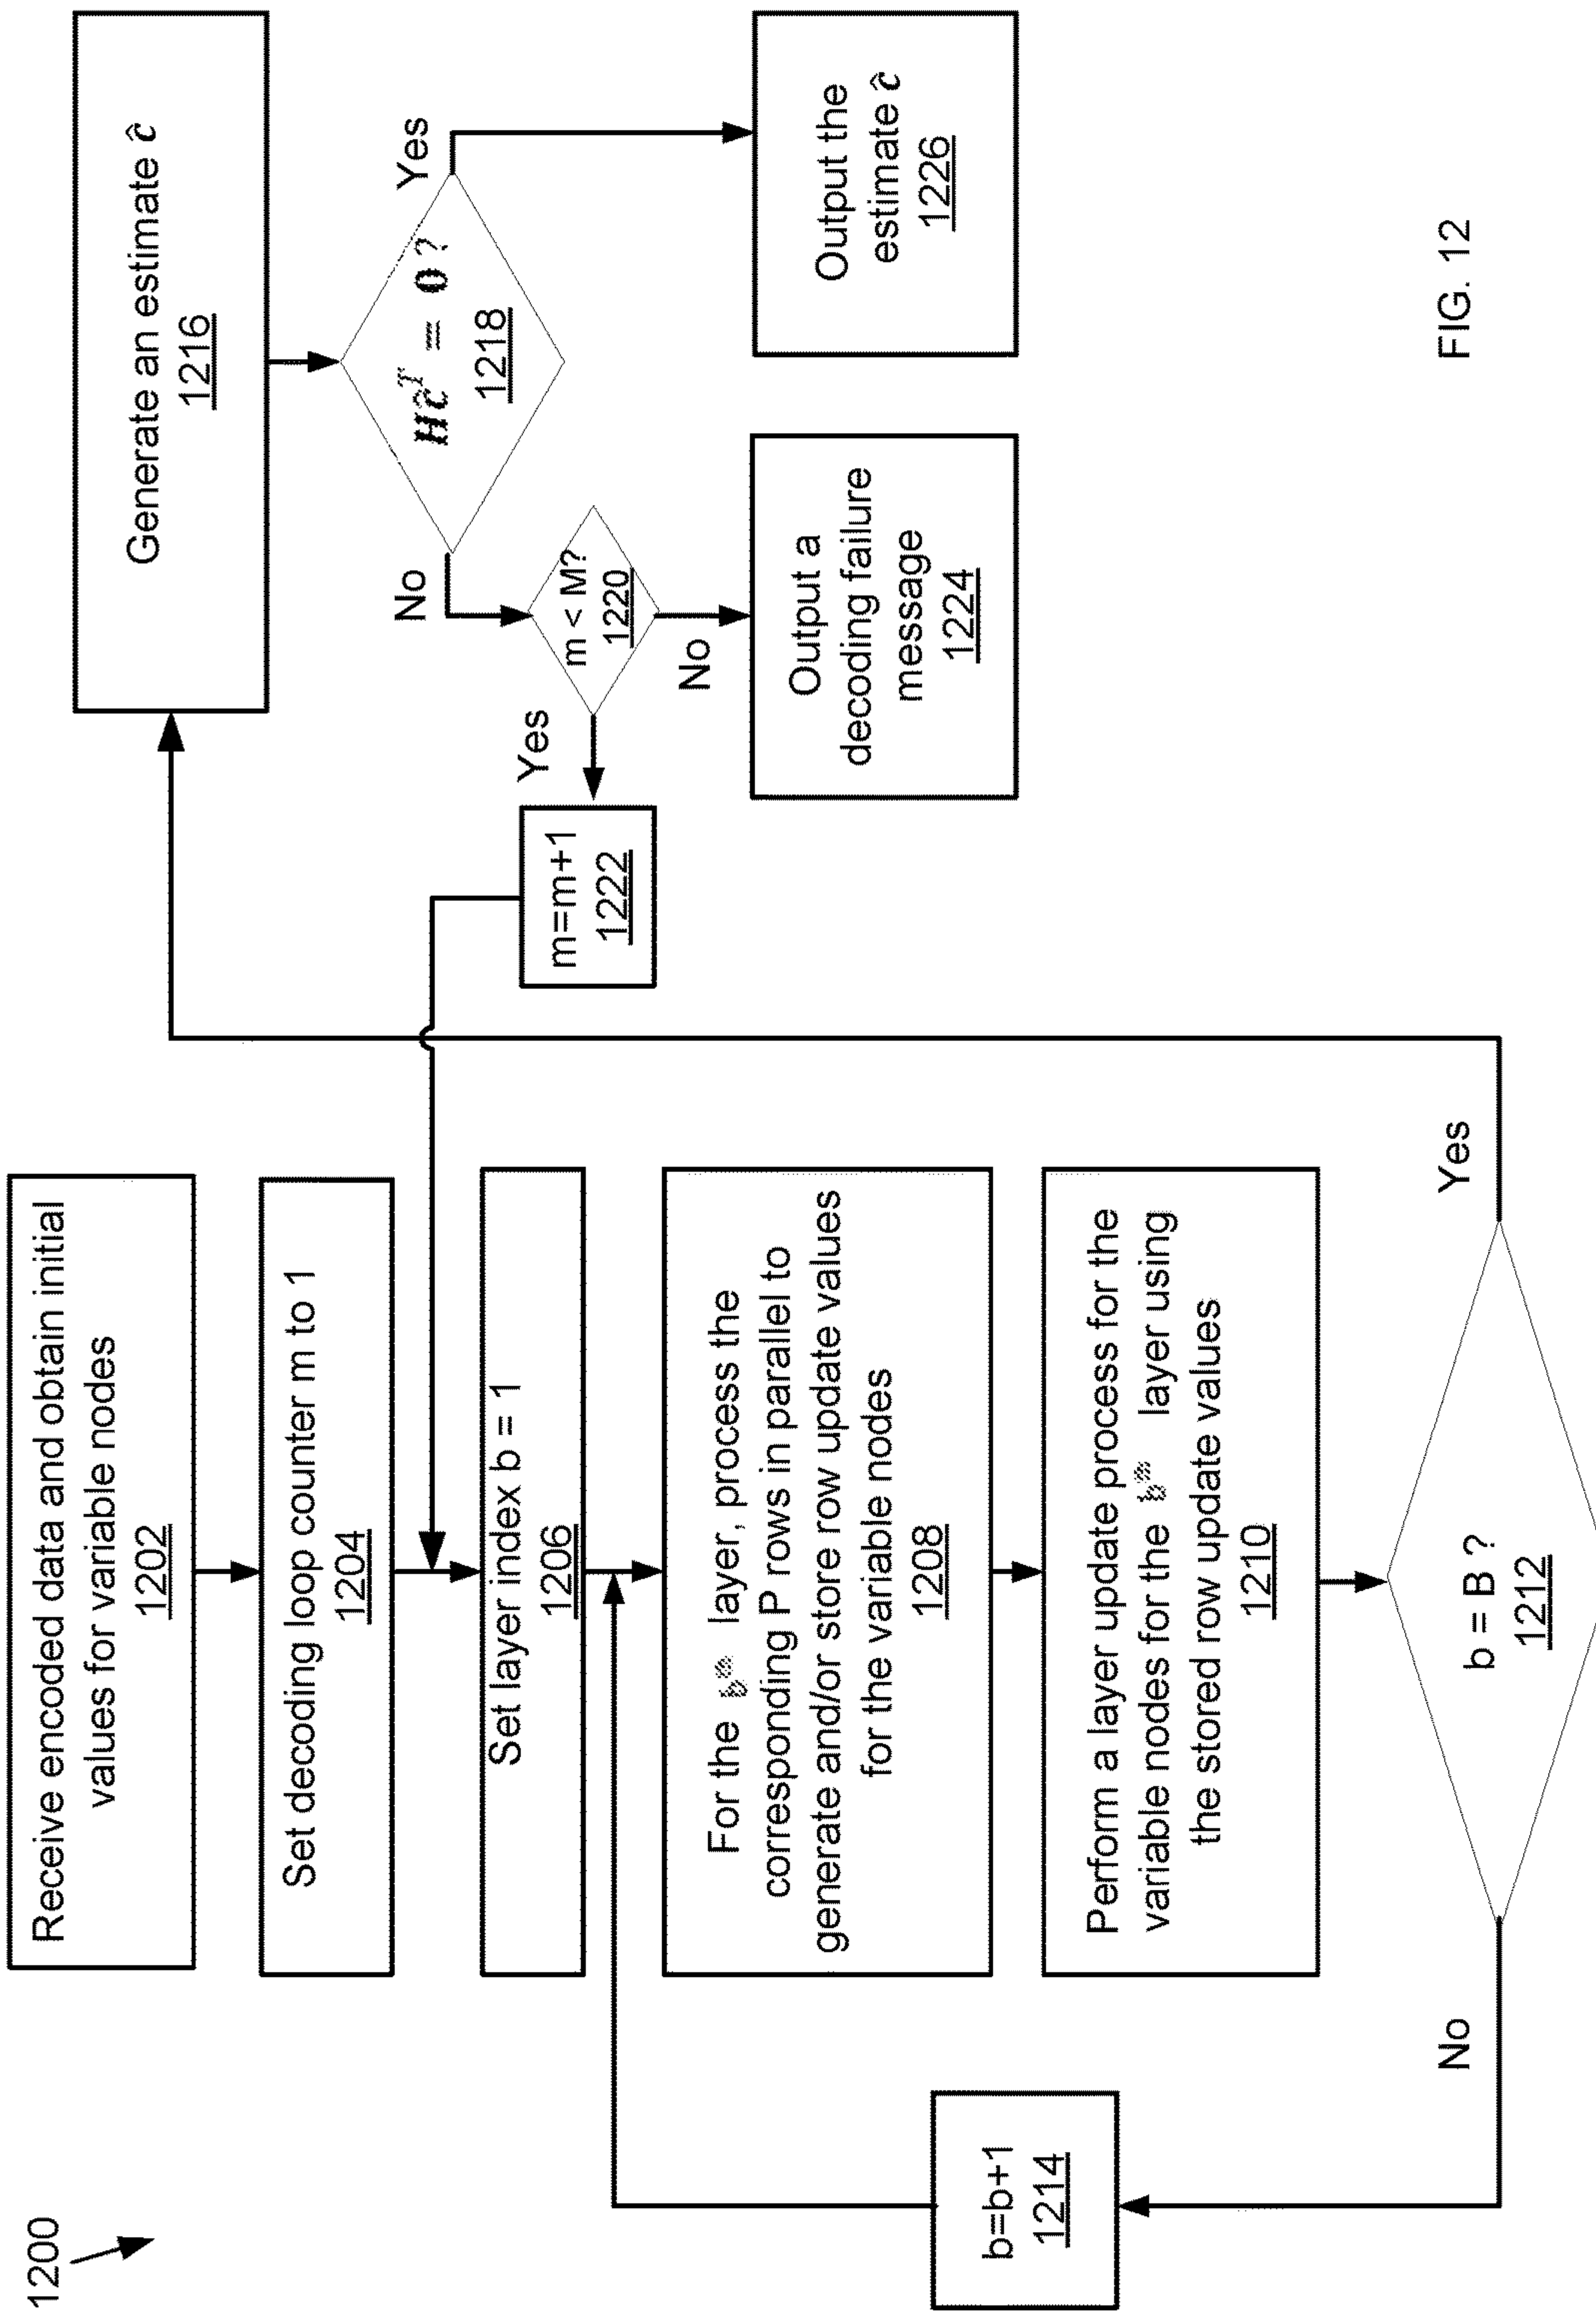 1200
Receive encoded data and obtain initial
values for variable nodes
1202
Set decoding loop counter m to 1
1204
Set layer index b = 1
1206
For the bᵗʰ layer, process the
corresponding P rows in parallel to
generate and/or store row update values
for the variable nodes
1208
Perform a layer update process for the
variable nodes for the bᵗʰ layer using
the stored row update values
1210
b = B ?
1212
No
Yes
b=b+1
1214
Generate an estimate ĉ
1216
Hĉᵀ = 0 ?
1218
No
Yes
m < M?
1220
Yes
No
m=m+1
1222
Output a
decoding failure
message
1224
Output the
estimate ĉ
1226
FIG. 12